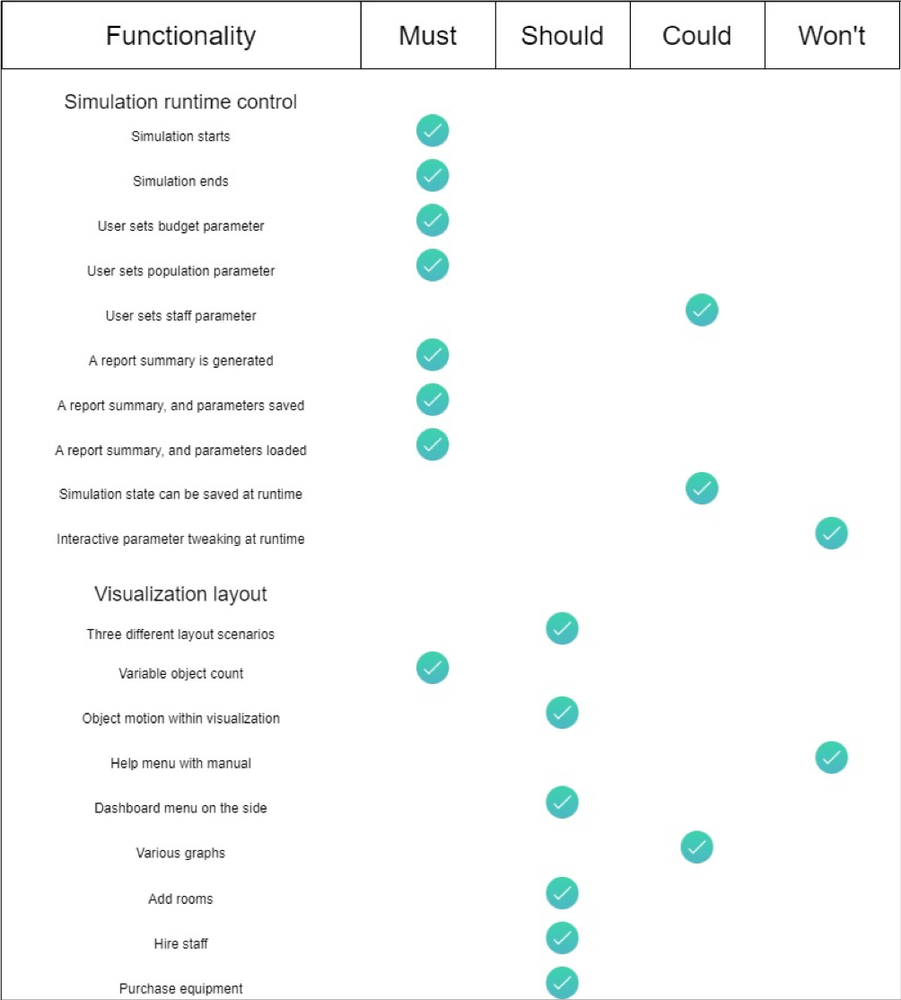 Functionality Must Should Could Won't
Simulation runtime control
Simulation starts
Simulation ends
User sets budget parameter
User sets population parameter
User sets staff parameter
A report summary is generated
A report summary, and parameters saved
A report summary, and parameters loaded
Simulation state can be saved at runtime
Interactive parameter tweaking at runtime
Visualization layout
Three different layout scenarios
Variable object count
Object motion within visualization
Help menu with manual
Dashboard menu on the side
Various graphs
Add rooms
Hire staff
Purchase equipment